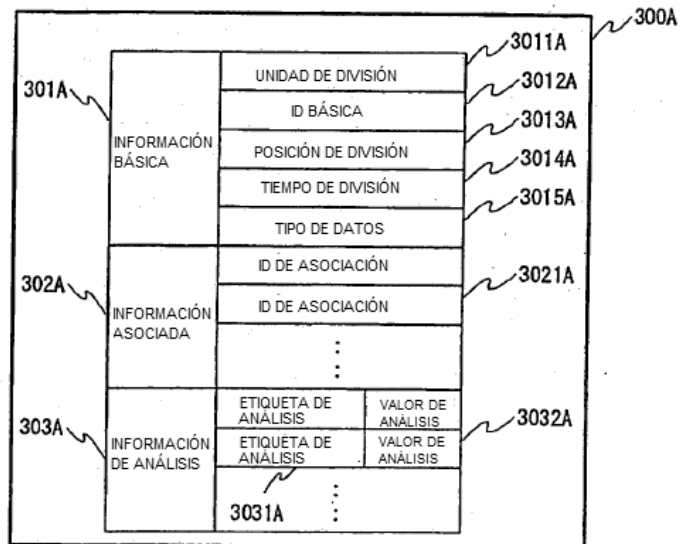 300A
3011A
301A
UNIDAD DE DIVISIÓN
3012A
ID BÁSICA
3013A
INFORMACIÓN
BÁSICA
POSICIÓN DE DIVISIÓN
3014A
TIEMPO DE DIVISIÓN
3015A
TIPO DE DATOS
302A
ID DE ASOCIACIÓN
3021A
INFORMACIÓN
ASOCIADA
ID DE ASOCIACIÓN
303A
ETIQUETA DE
ANÁLISIS
VALOR DE
ANÁLISIS
3032A
INFORMACIÓN
DE ANÁLISIS
ETIQUETA DE
ANÁLISIS
VALOR DE
ANÁLISIS
3031A